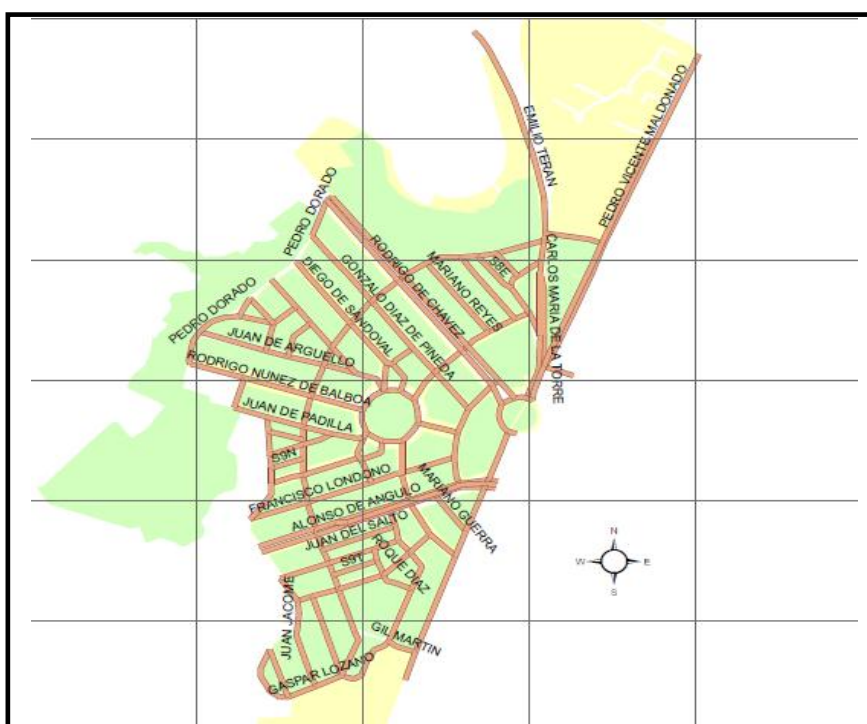 EMILIO TERAN
PEDRO VICENTE MALDONADO
PEDRO DORADO
RODRIGO DE CHAVEZ
MARIANO REYES
S8E
CARLOS MARIA DE LA TORRE
GONZALO DIAZ DE PINEDA
DIEGO DE SANDOVAL
PEDRO DORADO
JUAN DE ARGUELLO
RODRIGO NUNEZ DE BALBOA
JUAN DE PADILLA
S9N
FRANCISCO LONDONO
MARIANO GUERRA
ALONSO DE ANGULO
JUAN DEL SALTO
S9T
ROQUE DIAZ
JUAN JACOME
GIL MARTIN
GASPAR LOZANO
N
W
E
S